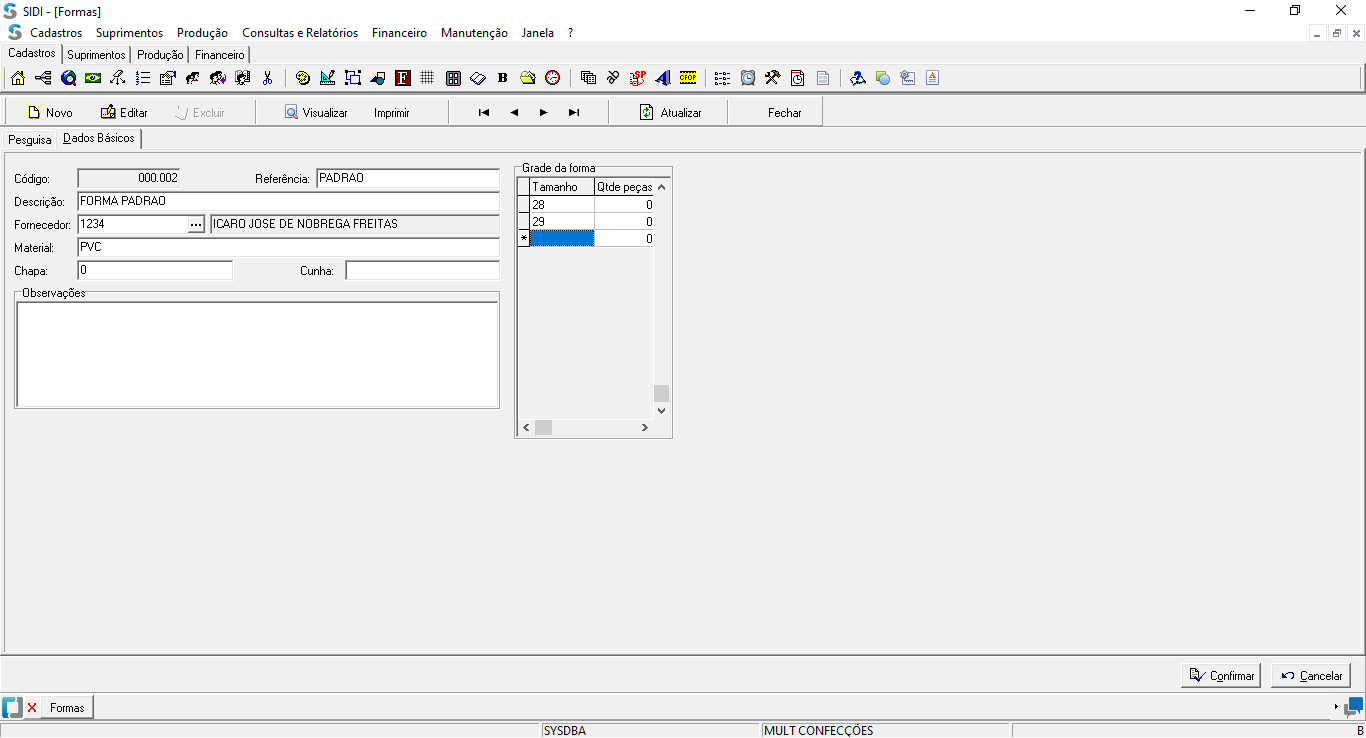 SIDI - [Formas]
Cadastros Suprimentos Produção Consultas e Relatórios Financeiro Manutenção Janela ?
Cadastros Suprimentos Produção Financeiro
F B SP CFOP A
Novo Editar Excluir Visualizar Imprimir Atualizar Fechar
Pesquisa Dados Básicos
Código: 000.002 Referência: PADRAO
Descrição: FORMA PADRAO
Fornecedor: 1234 ... ICARO JOSE DE NOBREGA FREITAS
Material: PVC
Chapa: 0 Cunha:
Observações
Grade da forma
Tamanho Qtde peças
28 0
29 0
* 0
Confirmar Cancelar
Formas
SYSDBA MULT CONFECÇÕES B